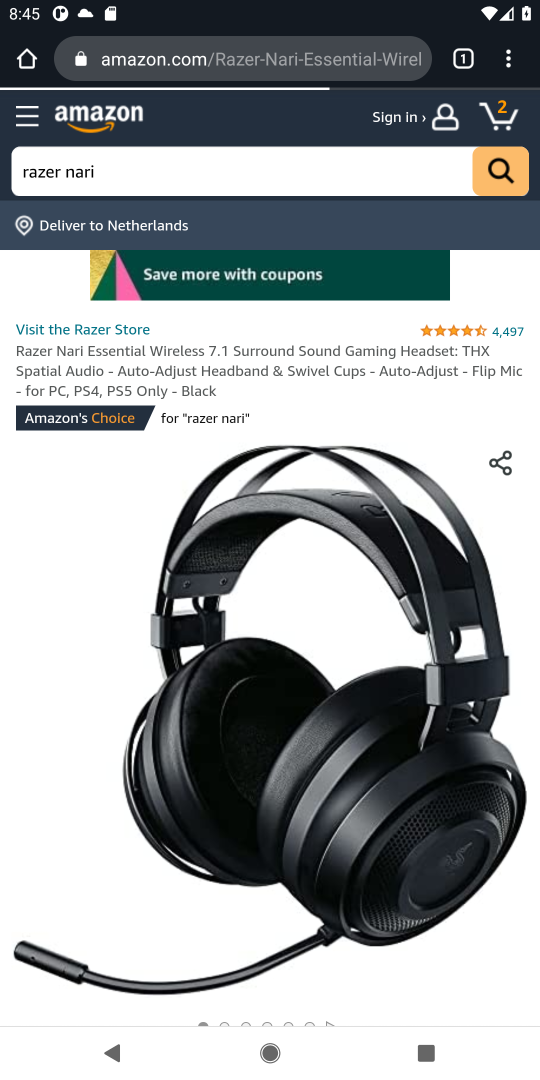 8:45
1
amazon.com/Razer-Nari-Essential-Wirel
amazon
Sign in ›
2
razer nari
Deliver to Netherlands
Save more with coupons
Visit the Razer Store
4,497
Razer Nari Essential Wireless 7.1 Surround Sound Gaming Headset: THX
Spatial Audio - Auto-Adjust Headband & Swivel Cups - Auto-Adjust - Flip Mic
- for PC, PS4, PS5 Only - Black
Amazon's Choice for "razer nari"